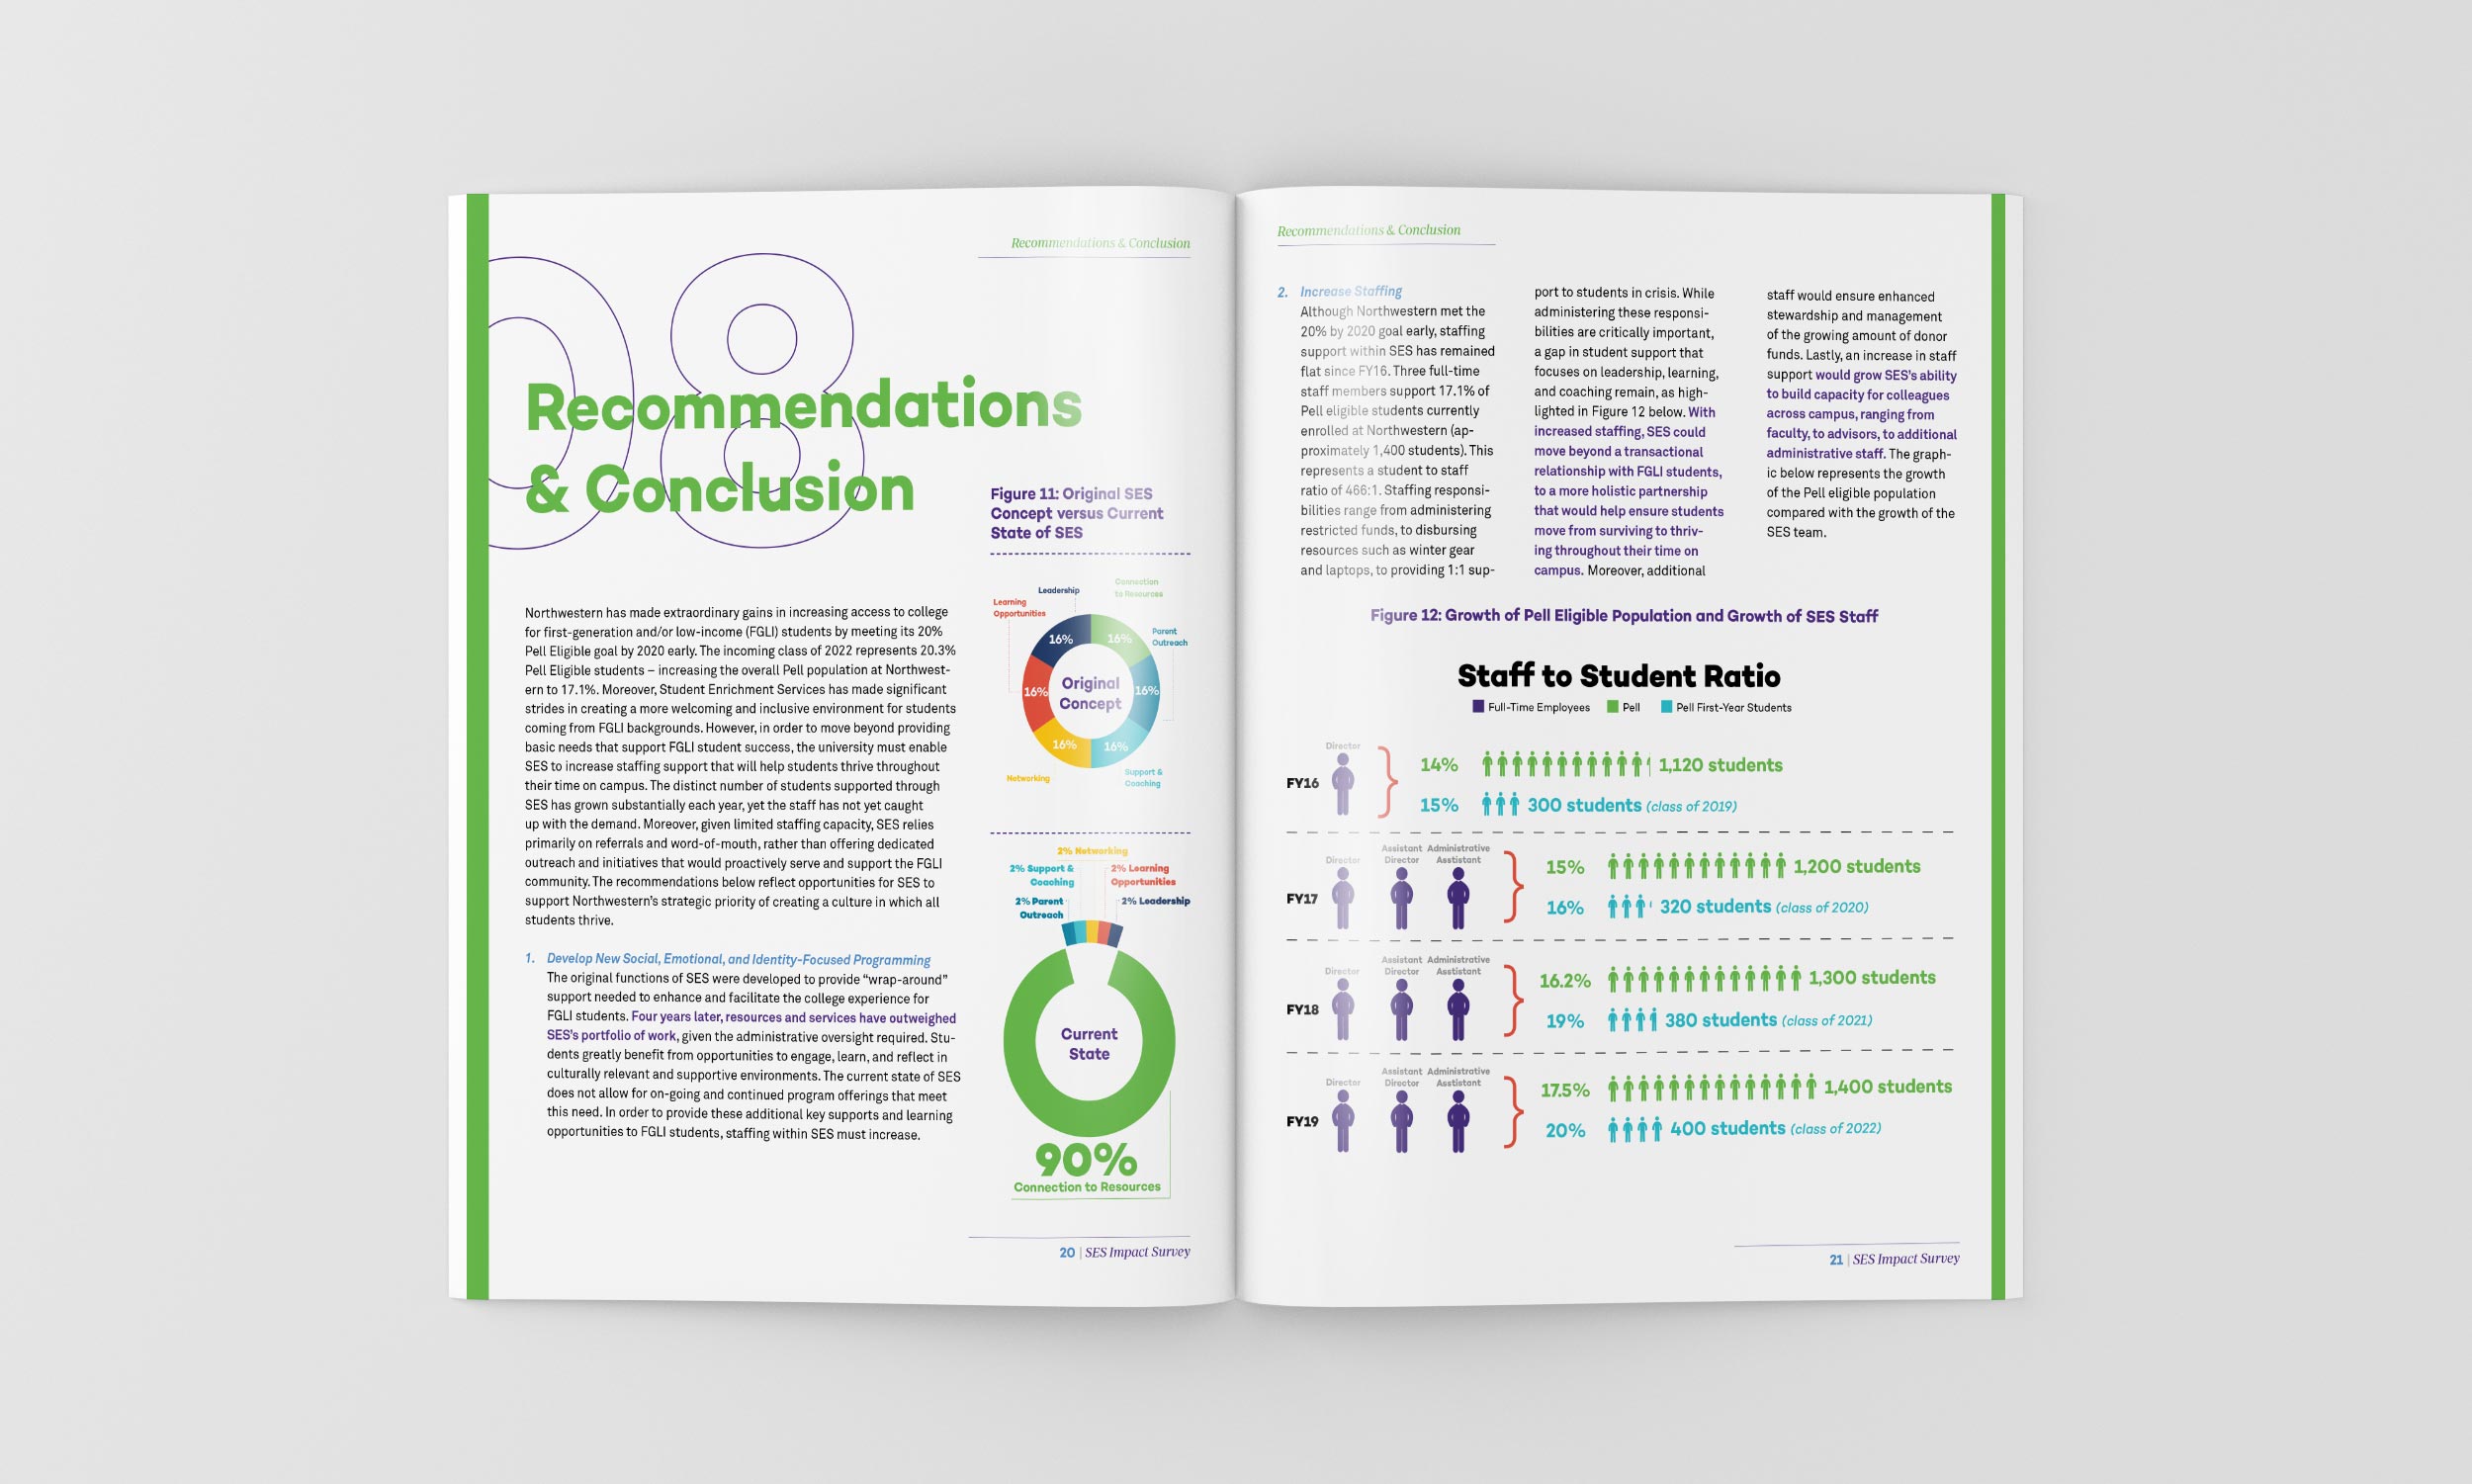 Recommendations & Conclusion
08
Recommendations
& Conclusion
Northwestern has made extraordinary gains in increasing access to college
for first-generation and/or low-income (FGLI) students by meeting its 20%
Pell Eligible goal by 2020 early. The incoming class of 2022 represents 20.3%
Pell Eligible students – increasing the overall Pell population at Northwest-
ern to 17.1%. Moreover, Student Enrichment Services has made significant
strides in creating a more welcoming and inclusive environment for students
coming from FGLI backgrounds. However, in order to move beyond providing
basic needs that support FGLI student success, the university must enable
SES to increase staffing support that will help students thrive throughout
their time on campus. The distinct number of students supported through
SES has grown substantially each year, yet the staff has not yet caught
up with the demand. Moreover, given limited staffing capacity, SES relies
primarily on referrals and word-of-mouth, rather than offering dedicated
outreach and initiatives that would proactively serve and support the FGLI
community. The recommendations below reflect opportunities for SES to
support Northwestern's strategic priority of creating a culture in which all
students thrive.
1. Develop New Social, Emotional, and Identity-Focused Programming
The original functions of SES were developed to provide “wrap-around”
support needed to enhance and facilitate the college experience for
FGLI students. Four years later, resources and services have outweighed
SES's portfolio of work, given the administrative oversight required. Stu-
dents greatly benefit from opportunities to engage, learn, and reflect in
culturally relevant and supportive environments. The current state of SES
does not allow for on-going and continued program offerings that meet
this need. In order to provide these additional key supports and learning
opportunities to FGLI students, staffing within SES must increase.
Figure 11: Original SES
Concept versus Current
State of SES
Leadership
Connection
to Resources
Learning
Opportunities
Parent
Outreach
16%
16%
16%
16%
16%
16%
Original
Concept
Networking
Support &
Coaching
2% Networking
2% Support &
Coaching
2% Learning
Opportunities
2% Parent
Outreach
2% Leadership
Current
State
90%
Connection to Resources
20 | SES Impact Survey
Recommendations & Conclusion
2. Increase Staffing
Although Northwestern met the
20% by 2020 goal early, staffing
support within SES has remained
flat since FY16. Three full-time
staff members support 17.1% of
Pell eligible students currently
enrolled at Northwestern (ap-
proximately 1,400 students). This
represents a student to staff
ratio of 466:1. Staffing responsi-
bilities range from administering
restricted funds, to disbursing
resources such as winter gear
and laptops, to providing 1:1 sup-
port to students in crisis. While
administering these responsi-
bilities are critically important,
a gap in student support that
focuses on leadership, learning,
and coaching remain, as high-
lighted in Figure 12 below. With
increased staffing, SES could
move beyond a transactional
relationship with FGLI students,
to a more holistic partnership
that would help ensure students
move from surviving to thriv-
ing throughout their time on
campus. Moreover, additional
staff would ensure enhanced
stewardship and management
of the growing amount of donor
funds. Lastly, an increase in staff
support would grow SES's ability
to build capacity for colleagues
across campus, ranging from
faculty, to advisors, to additional
administrative staff. The graph-
ic below represents the growth
of the Pell eligible population
compared with the growth of the
SES team.
Figure 12: Growth of Pell Eligible Population and Growth of SES Staff
Staff to Student Ratio
Full-Time Employees Pell Pell First-Year Students
Director
FY16
14% 1,120 students
15% 300 students (class of 2019)
Director
Assistant
Director
Administrative
Asstistant
FY17
15% 1,200 students
16% 320 students (class of 2020)
Director
Assistant
Director
Administrative
Asstistant
FY18
16.2% 1,300 students
19% 380 students (class of 2021)
Director
Assistant
Director
Administrative
Asstistant
FY19
17.5% 1,400 students
20% 400 students (class of 2022)
21 | SES Impact Survey